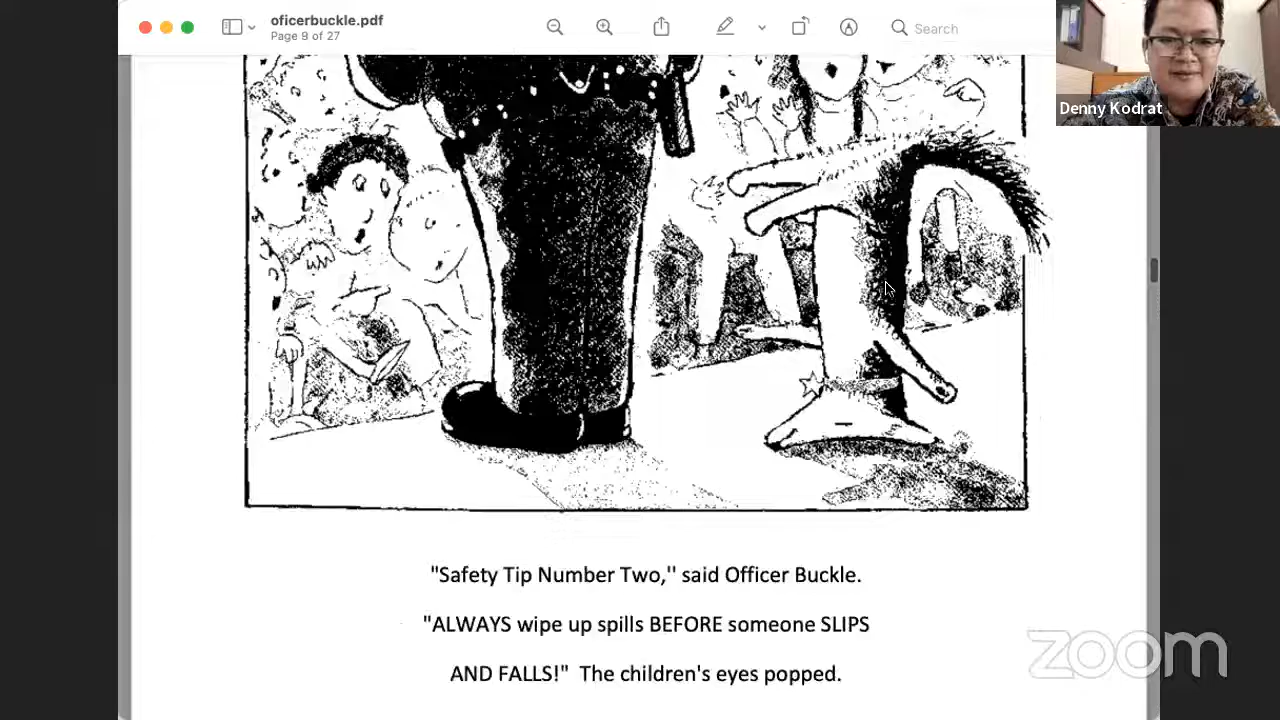 oficerbuckle.pdf
Page 9 of 27
Search
Denny Kodrat
"Safety Tip Number Two,'' said Officer Buckle.
"ALWAYS wipe up spills BEFORE someone SLIPS
AND FALLS!" The children's eyes popped.
zoom